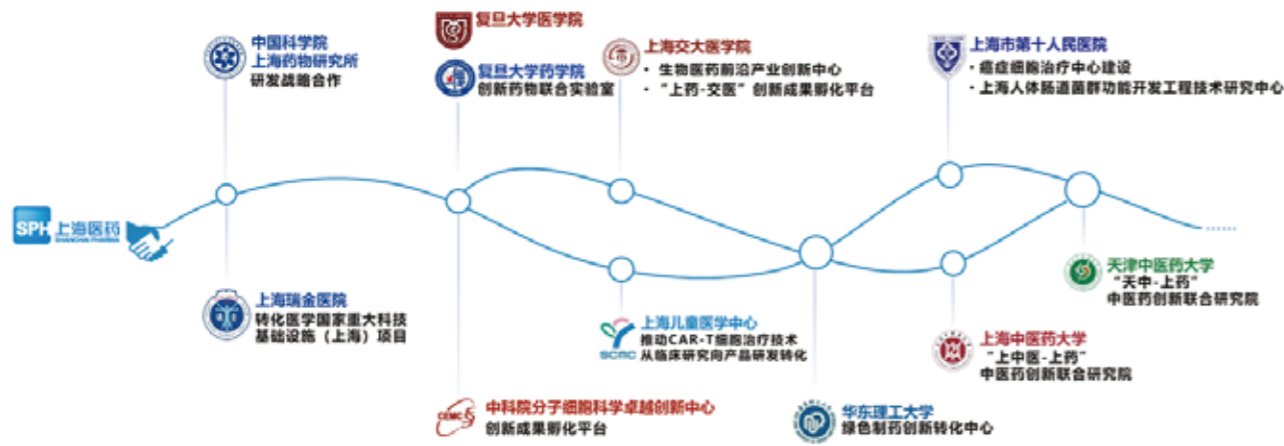 SPH 上海医药
SHANGHAI PHARMA
中国科学院
上海药物研究所
研发战略合作
上海瑞金医院
转化医学国家重大科技
基础设施（上海）项目
复旦大学医学院
复旦大学药学院
创新药物联合实验室
CEMCS
中科院分子细胞科学卓越创新中心
创新成果孵化平台
上海交大医学院
· 生物医药前沿产业创新中心
· “上药-交医”创新成果孵化平台
SCMC
上海儿童医学中心
推动CAR-T细胞治疗技术
从临床研究向产品研发转化
华东理工大学
绿色制药创新转化中心
上海市第十人民医院
· 癌症细胞治疗中心建设
· 上海人体肠道菌群功能开发工程技术研究中心
上海中医药大学
“上中医-上药”
中医药创新联合研究院
天津中医药大学
“天中-上药”
中医药创新联合研究院
······